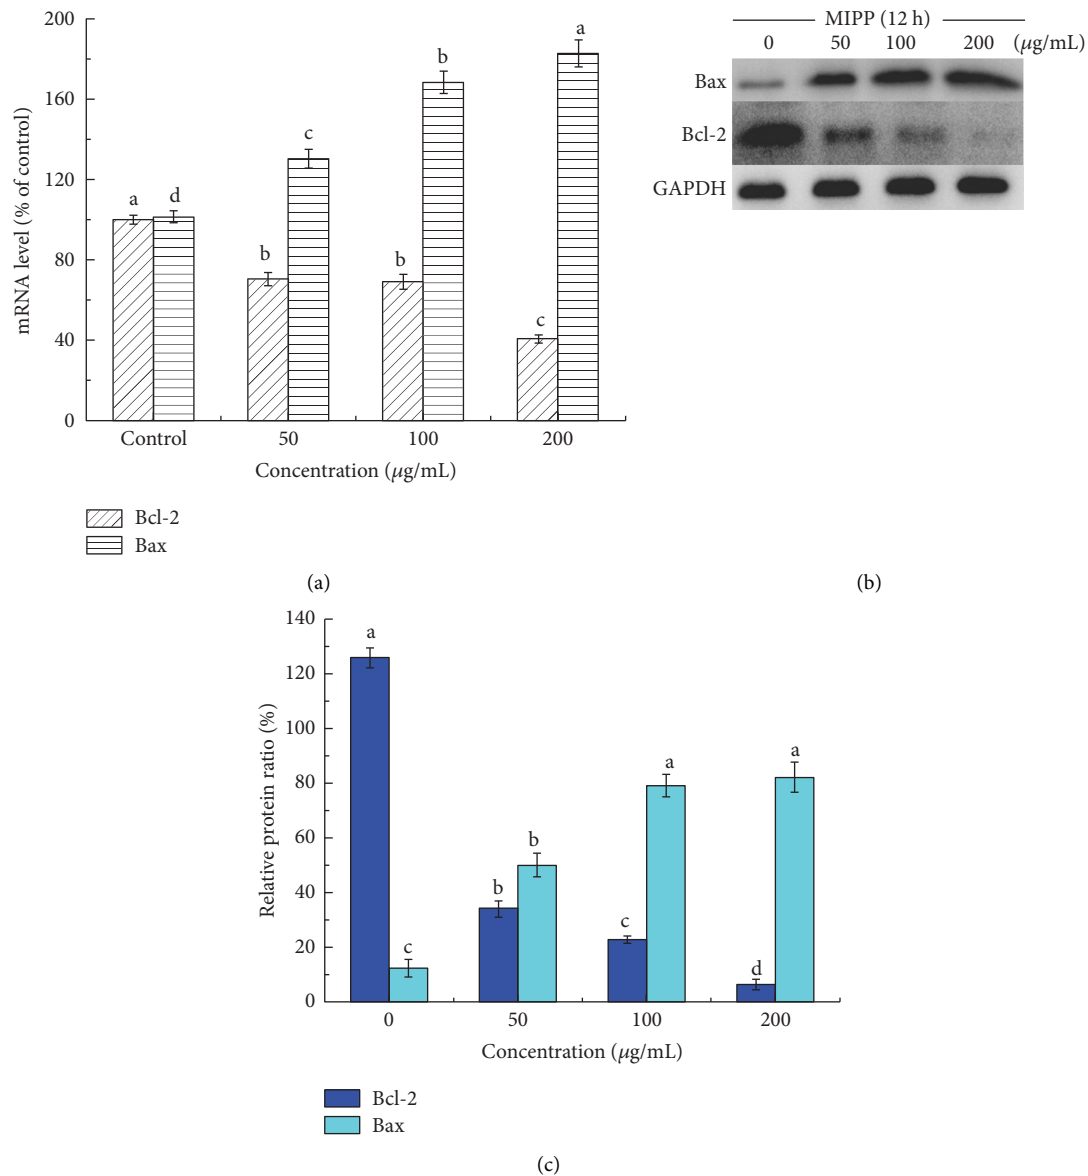 200
160
120
80
40
0
mRNA level (% of control)
a
d
b
c
b
b
c
a
Control
50
100
200
Concentration (μg/mL)
Bcl-2
Bax
(a)
MIPP (12 h)
0
50
100
200
(μg/mL)
Bax
Bcl-2
GAPDH
(b)
140
120
100
80
60
40
20
0
Relative protein ratio (%)
a
c
b
b
c
a
d
a
0
50
100
200
Concentration (μg/mL)
Bcl-2
Bax
(c)